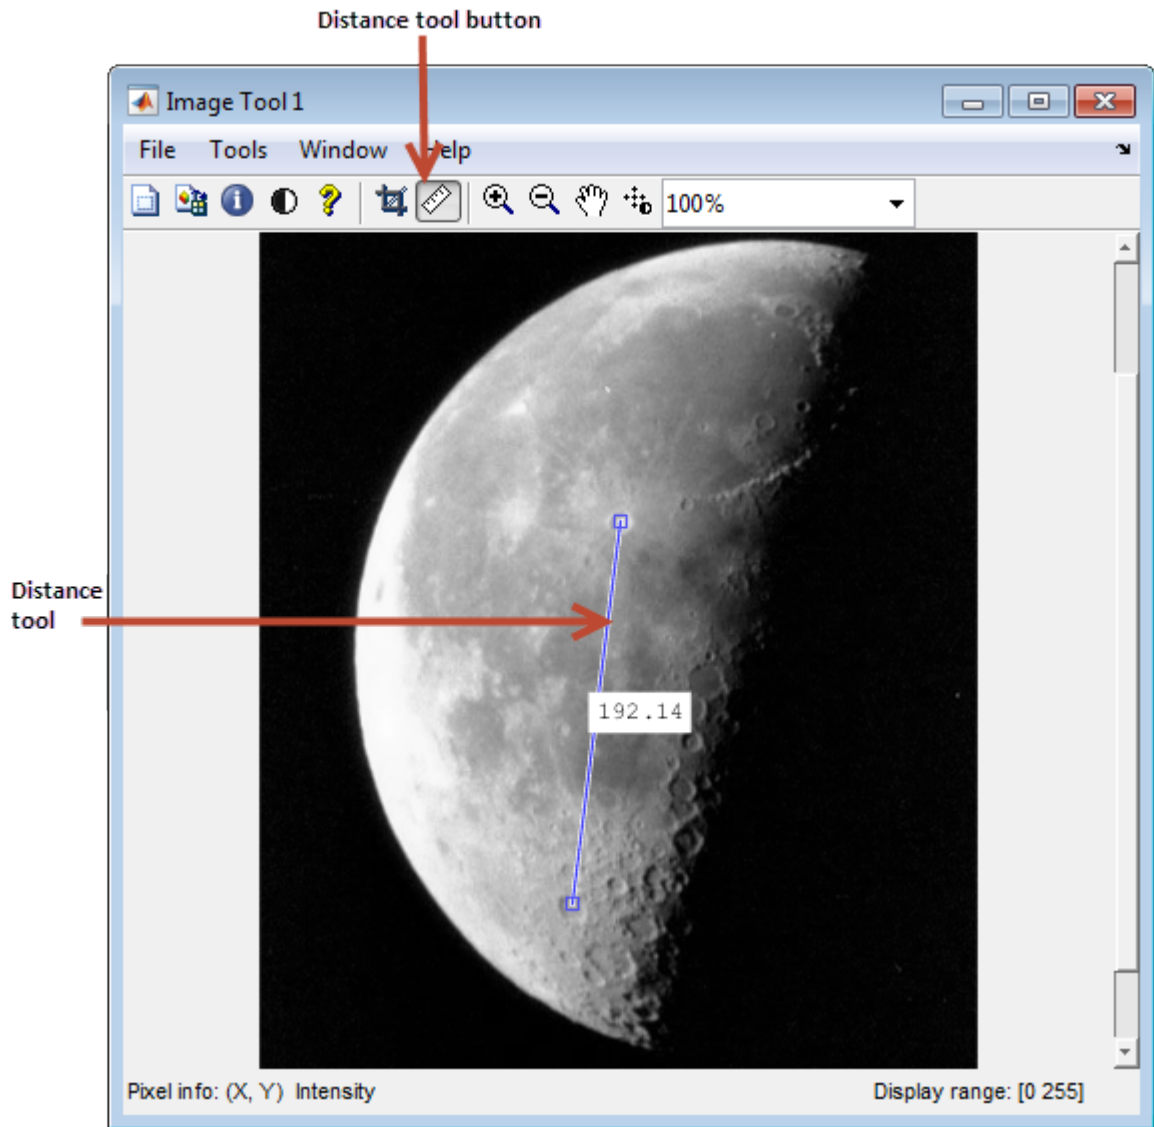 Distance tool button
Image Tool 1
File Tools Window Help
100%
Distance
tool
192.14
Pixel info: (X, Y) Intensity
Display range: [0 255]